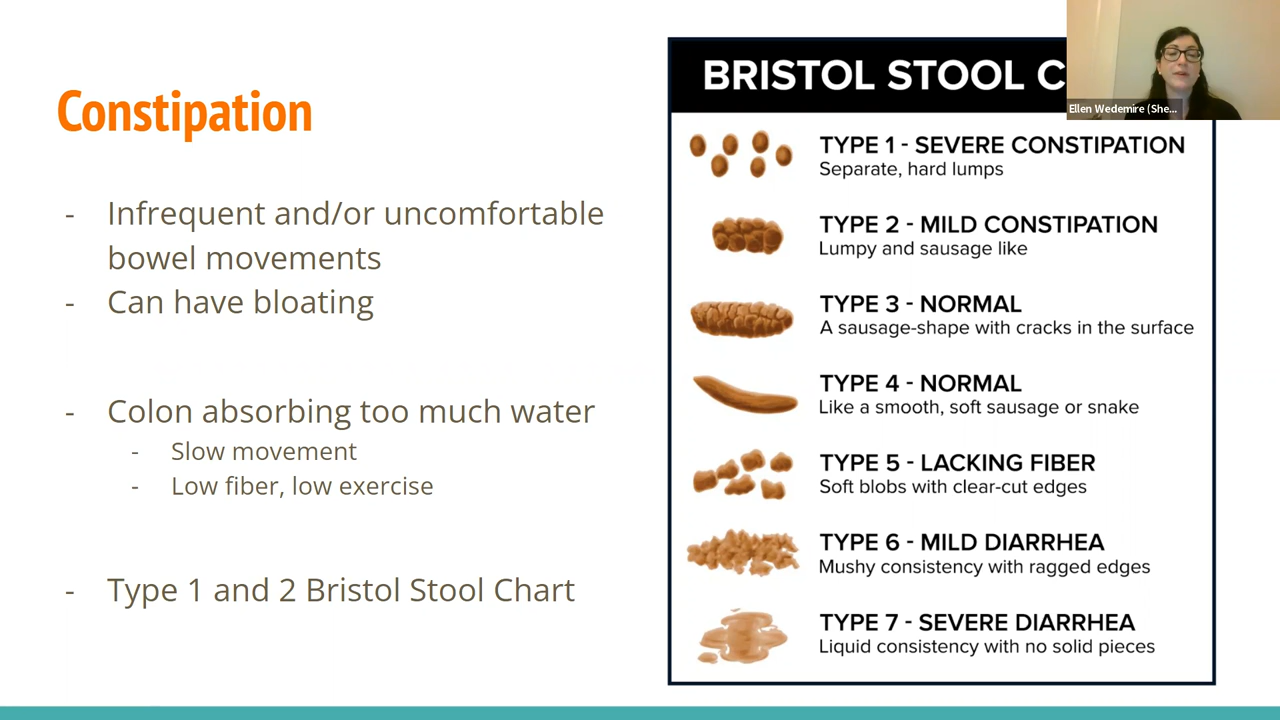 Constipation
- Infrequent and/or uncomfortable
bowel movements
- Can have bloating
- Colon absorbing too much water
- Slow movement
- Low fiber, low exercise
- Type 1 and 2 Bristol Stool Chart
BRISTOL STOOL C
Ellen Wedemire (She...
TYPE 1 - SEVERE CONSTIPATION
Separate, hard lumps
TYPE 2 - MILD CONSTIPATION
Lumpy and sausage like
TYPE 3 - NORMAL
A sausage-shape with cracks in the surface
TYPE 4 - NORMAL
Like a smooth, soft sausage or snake
TYPE 5 - LACKING FIBER
Soft blobs with clear-cut edges
TYPE 6 - MILD DIARRHEA
Mushy consistency with ragged edges
TYPE 7 - SEVERE DIARRHEA
Liquid consistency with no solid pieces